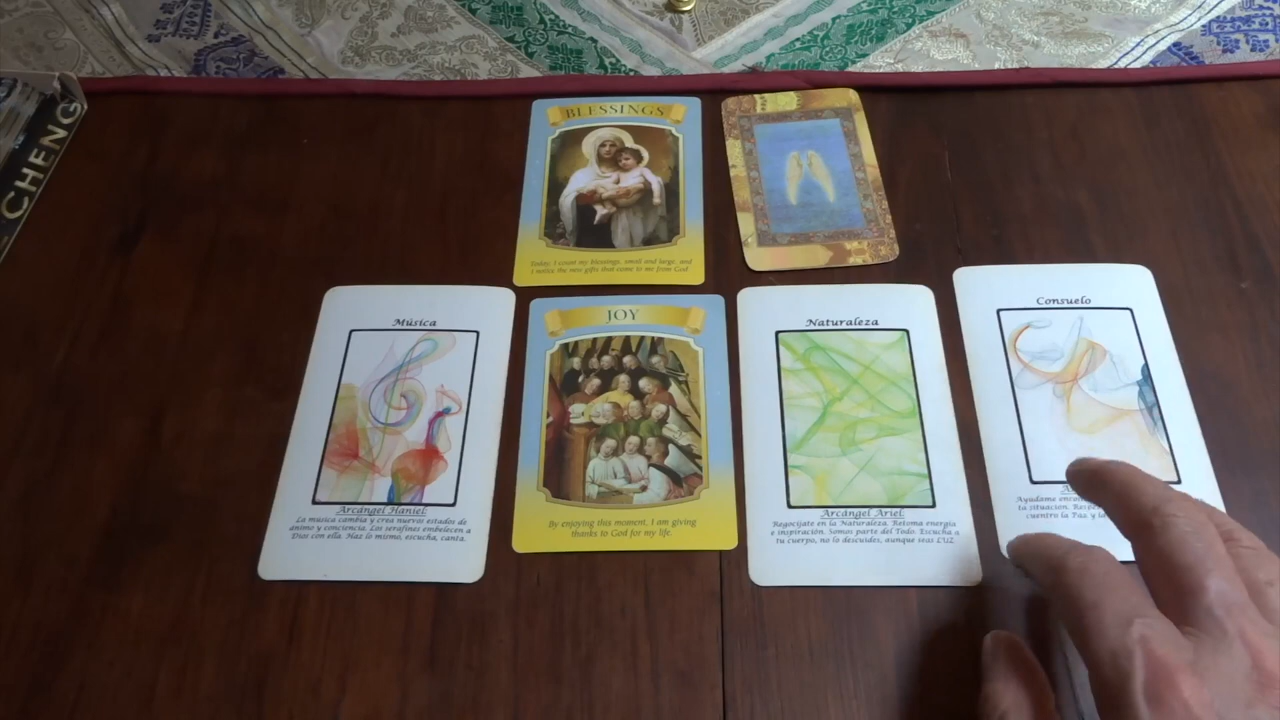 CHENG
BLESSINGS
Today, I count my blessings, small and large, and
I notice the new gifts that come to me from God
Música
Arcángel Haniel:
La música cambia y crea nuevos estados de
ánimo y conciencia. Los serafines embelecen a
Dios con ella. Haz lo mismo, escucha, canta.
JOY
By enjoying this moment, I am giving
thanks to God for my life.
Naturaleza
Arcángel Ariel:
Regocíjate en la Naturaleza. Retoma energía
e inspiración. Somos parte del Todo. Escucha a
tu cuerpo, no lo descuides, aunque seas LUZ
Consuelo
Ayúdame
ta situación.
cuentro la Paz y